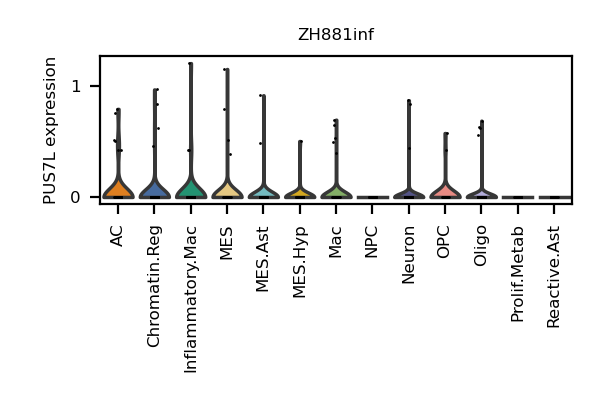 ZH881inf
PUS7L expression
1
0
AC
Chromatin.Reg
Inflammatory.Mac
MES
MES.Ast
MES.Hyp
Mac
NPC
Neuron
OPC
Oligo
Prolif.Metab
Reactive.Ast